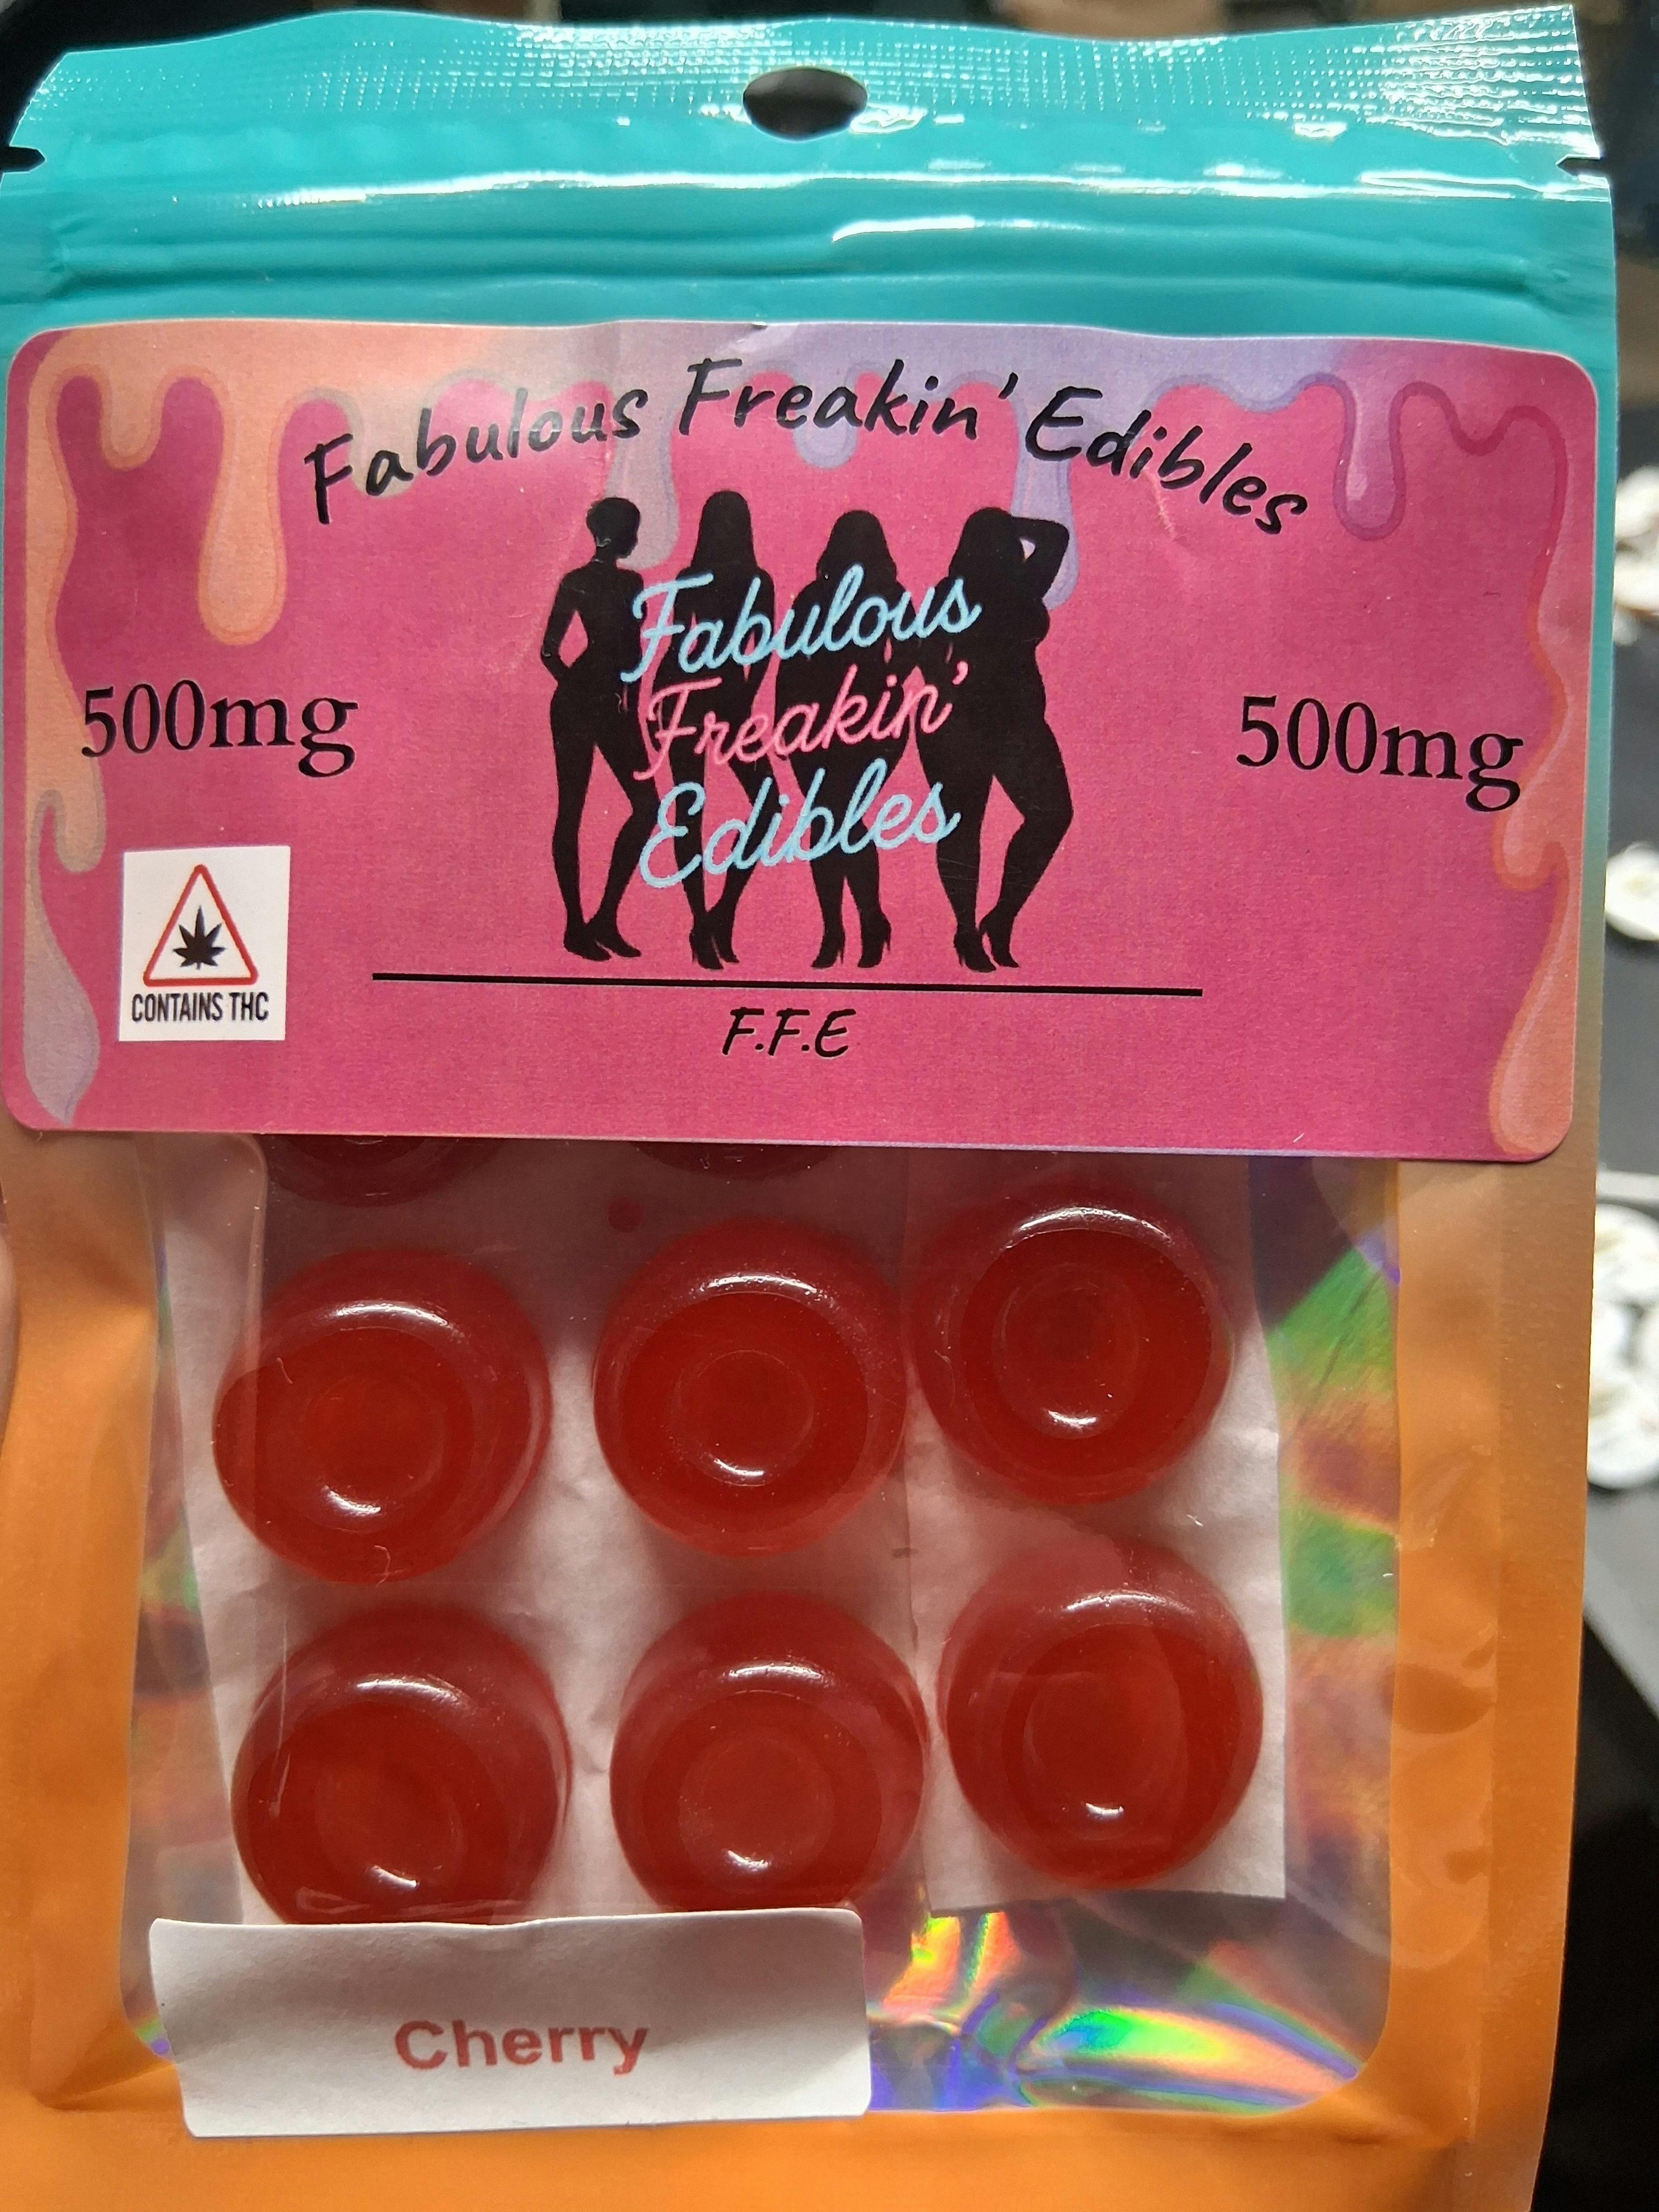 Fabulous Freakin' Edibles
Fabulous
Freakin'
Edibles
500mg
500mg
CONTAINS THC
F.F.E
Cherry